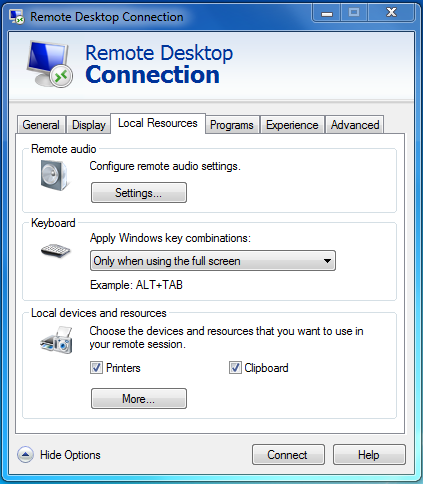 Remote Desktop Connection
Remote Desktop
Connection
General Display Local Resources Programs Experience Advanced
Remote audio
Configure remote audio settings.
Settings...
Keyboard
Apply Windows key combinations:
Only when using the full screen
Example: ALT+TAB
Local devices and resources
Choose the devices and resources that you want to use in
your remote session.
Printers Clipboard
More...
Hide Options Connect Help